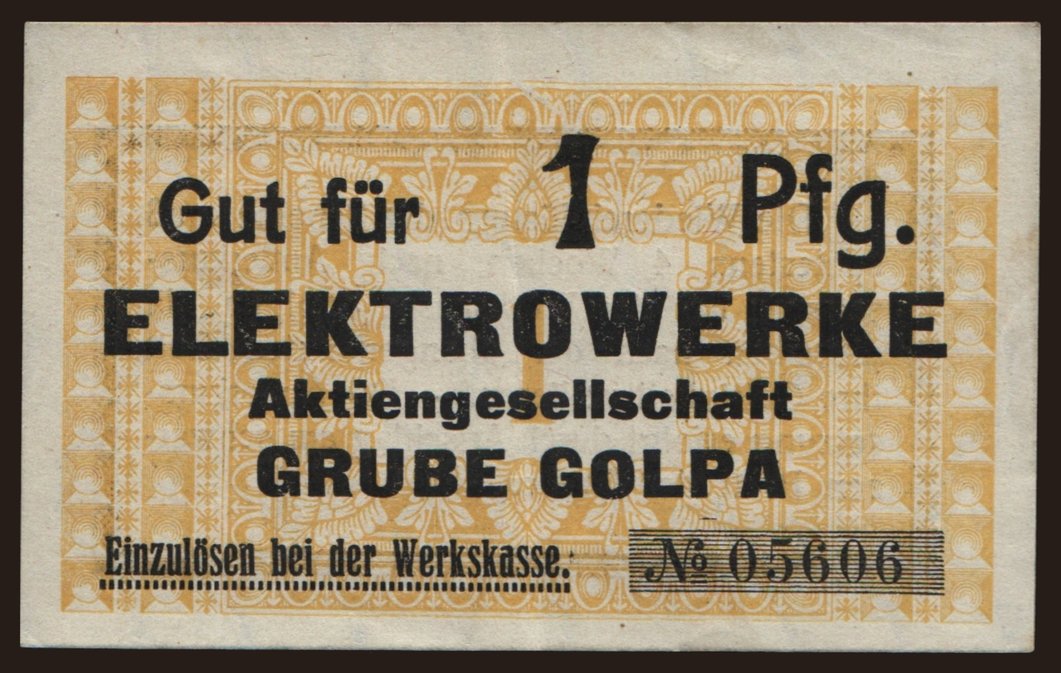 Gut für 1 Pfg.
ELEKTROWERKE
Aktiengesellschaft
GRUBE GOLPA
Einzulösen bei der Werkskasse.
№ 05606